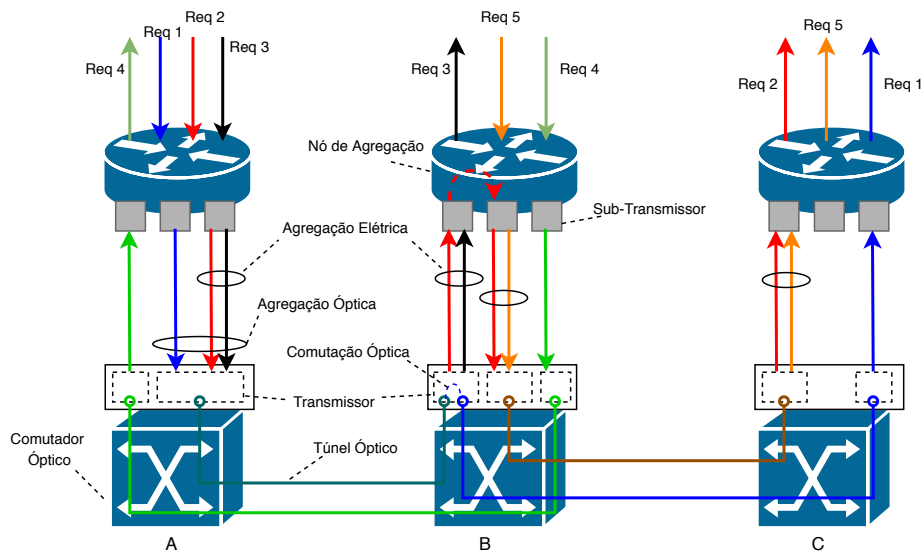 Req 4
Req 1
Req 2
Req 3
Req 3
Req 5
Req 4
Req 2
Req 5
Req 1
Nó de Agregação
Sub-Transmissor
Agregação Elétrica
Agregação Óptica
Comutação Óptica
Transmissor
Comutador
Óptico
Túnel Óptico
A
B
C